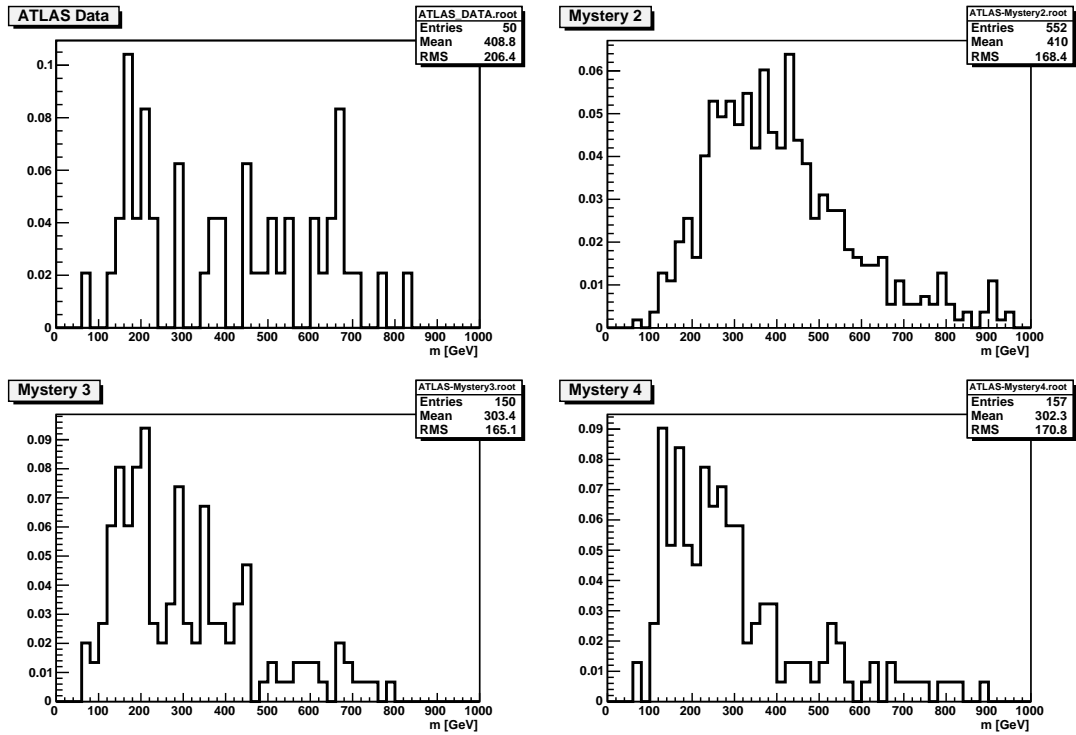 ATLAS Data
ATLAS_DATA.root
Entries 50
Mean 408.8
RMS 206.4
0.1
0.08
0.06
0.04
0.02
0
0 100 200 300 400 500 600 700 800 900 1000
m [GeV]
Mystery 2
ATLAS-Mystery2.root
Entries 552
Mean 410
RMS 168.4
0.06
0.05
0.04
0.03
0.02
0.01
0
0 100 200 300 400 500 600 700 800 900 1000
m [GeV]
Mystery 3
ATLAS-Mystery3.root
Entries 150
Mean 303.4
RMS 165.1
0.09
0.08
0.07
0.06
0.05
0.04
0.03
0.02
0.01
0
0 100 200 300 400 500 600 700 800 900 1000
m [GeV]
Mystery 4
ATLAS-Mystery4.root
Entries 157
Mean 302.3
RMS 170.8
0.09
0.08
0.07
0.06
0.05
0.04
0.03
0.02
0.01
0
0 100 200 300 400 500 600 700 800 900 1000
m [GeV]